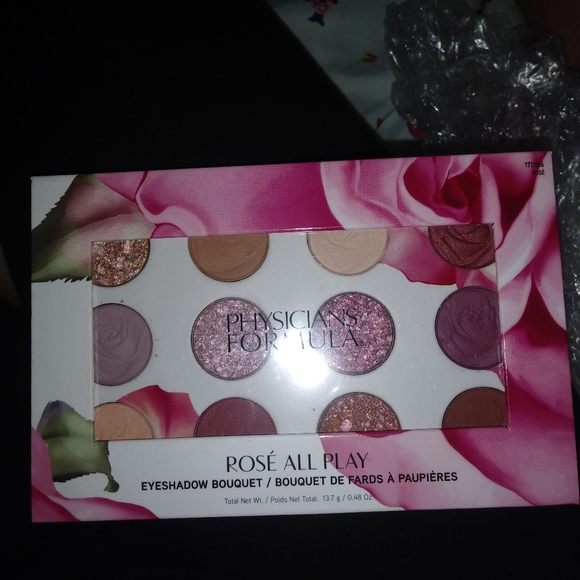 ROSÉ
PHYSICIANS
FORMULA
ROSÉ ALL PLAY
EYESHADOW BOUQUET / BOUQUET DE FARDS À PAUPIÈRES
Total Net Wt. / Poids Net Total: 13.7 g / 0.48 Oz.